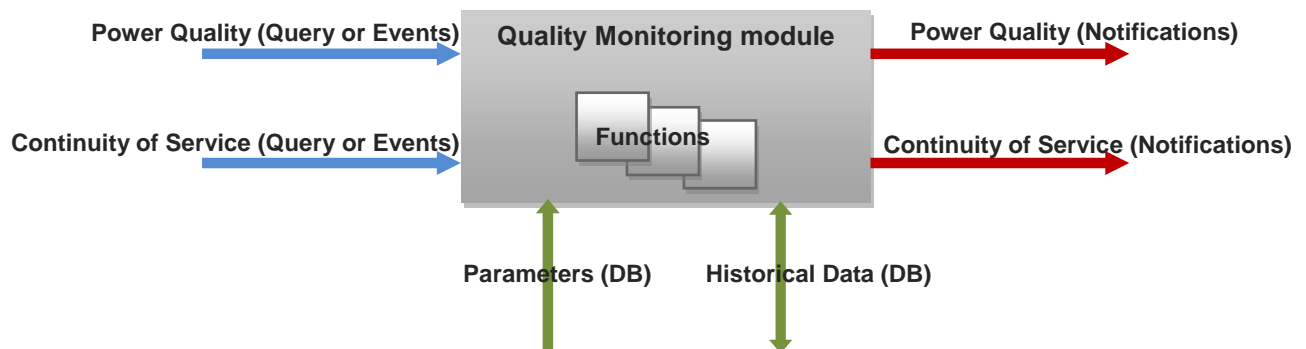 Power Quality (Query or Events)
Quality Monitoring module
Power Quality (Notifications)
Continuity of Service (Query or Events)
Functions
Continuity of Service (Notifications)
Parameters (DB)
Historical Data (DB)